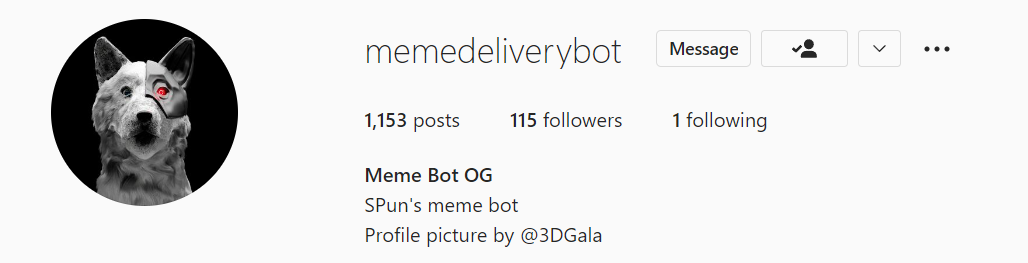 memedeliverybot Message
1,153 posts 115 followers 1 following
Meme Bot OG
SPun's meme bot
Profile picture by @3DGala